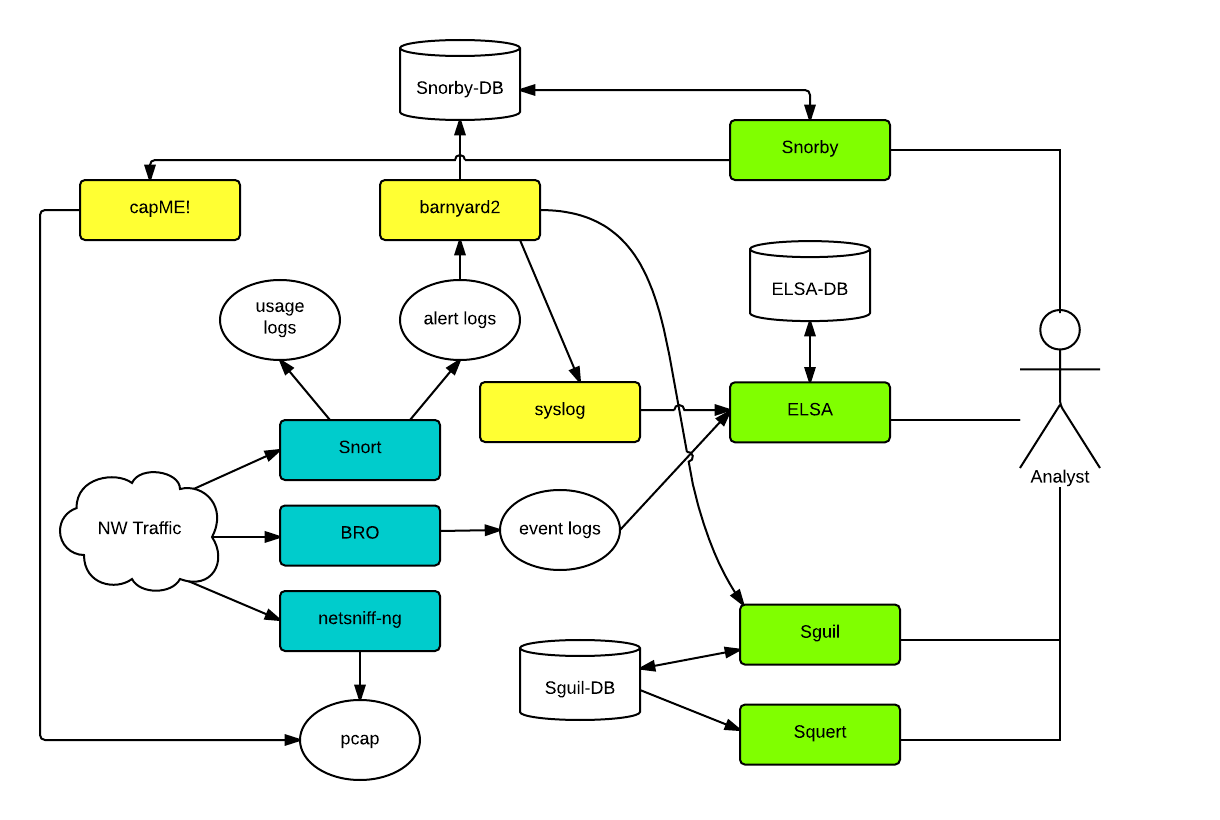 Snorby-DB
Snorby
capME!
barnyard2
ELSA-DB
usage
logs
alert logs
syslog
ELSA
Snort
Analyst
NW Traffic
BRO
event logs
netsniff-ng
Sguil
Sguil-DB
Squert
pcap